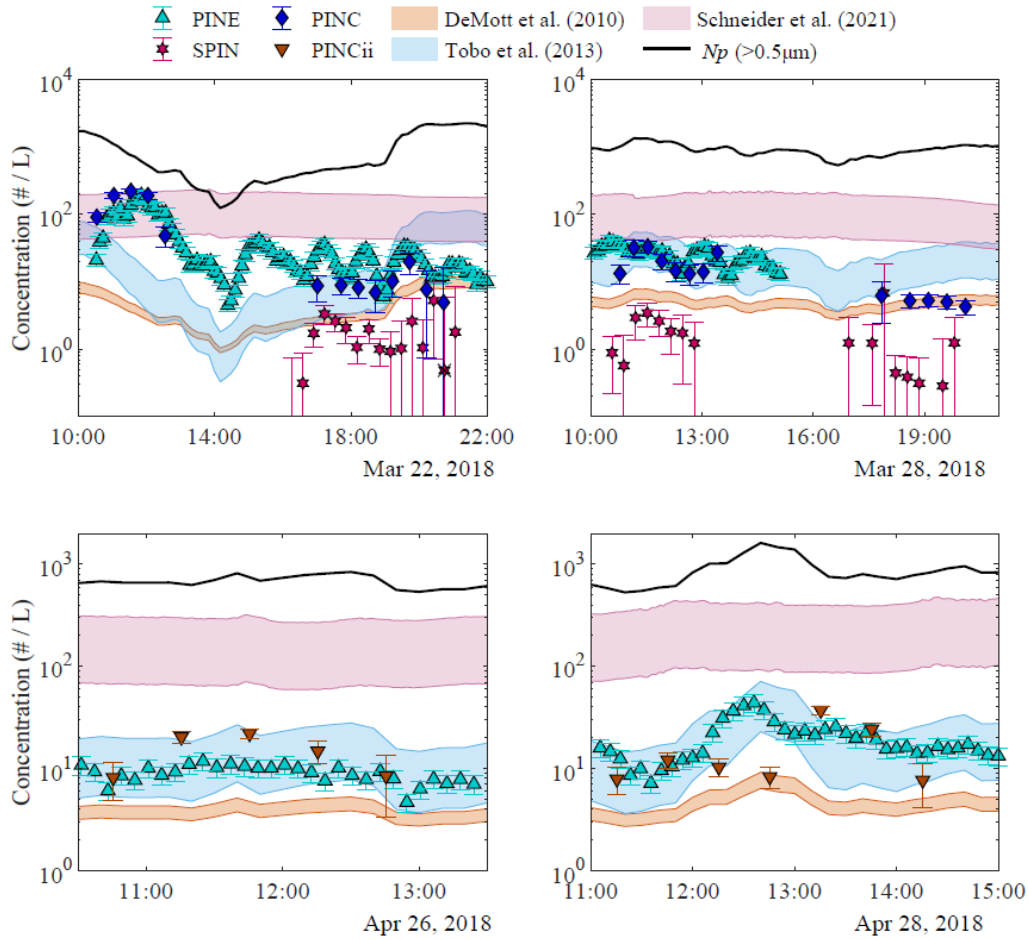 PINE PINC DeMott et al. (2010) Schneider et al. (2021)
SPIN PINCii Tobo et al. (2013) Np (>0.5μm)
Concentration (# / L)
10^4
10^2
10^0
10:00 14:00 18:00 22:00
Mar 22, 2018
10^4
10^2
10^0
10:00 13:00 16:00 19:00
Mar 28, 2018
Concentration (# / L)
10^3
10^2
10^1
10^0
11:00 12:00 13:00
Apr 26, 2018
10^3
10^2
10^1
10^0
11:00 12:00 13:00 14:00 15:00
Apr 28, 2018